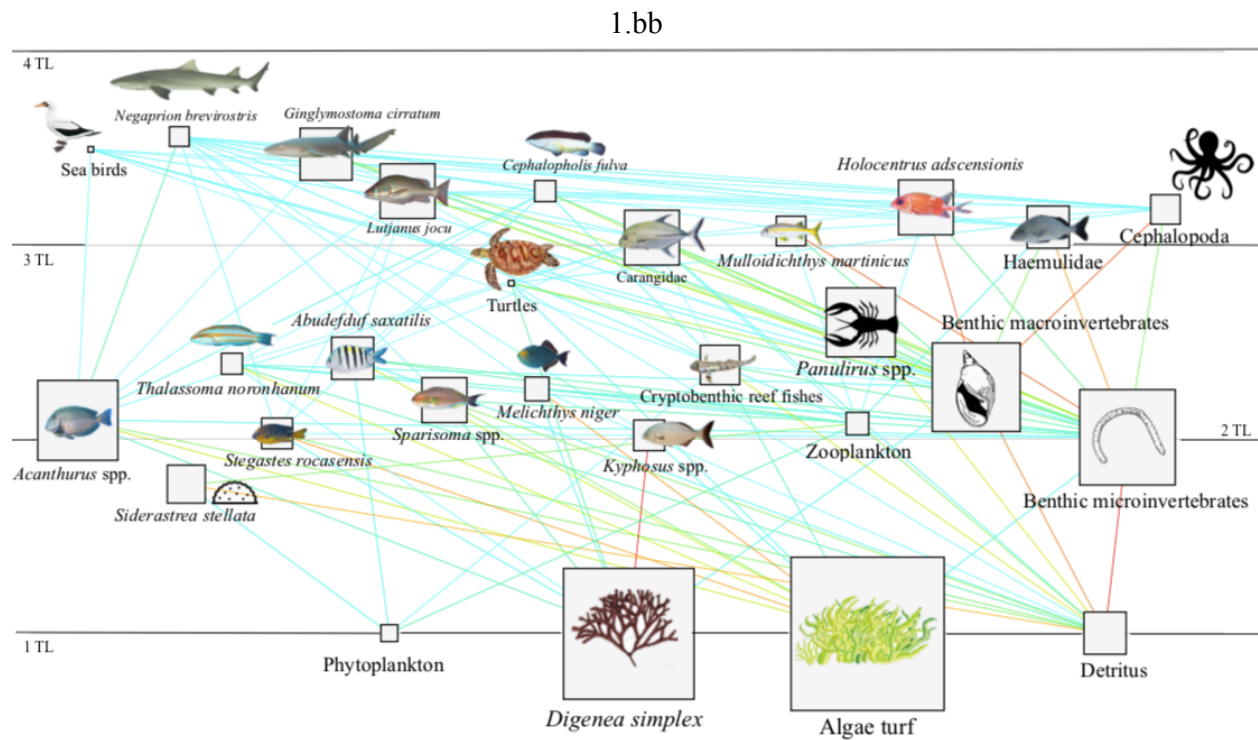 1.bb
4 TL
Negaprion brevirostris
Ginglymostoma cirratum
Sea birds
Cephalopholis fulva
Holocentrus adscensionis
Lutjanus jocu
Cephalopoda
3 TL
Carangidae
Mulloidichthys martinicus
Haemulidae
Turtles
Abudefduf saxatilis
Benthic macroinvertebrates
Panulirus spp.
Thalassoma noronhanum
Melichthys niger
Cryptobenthic reef fishes
Sparisoma spp.
2 TL
Acanthurus spp.
Stegastes rocasensis
Kyphosus spp.
Zooplankton
Siderastrea stellata
Benthic microinvertebrates
1 TL
Phytoplankton
Detritus
Digenea simplex
Algae turf